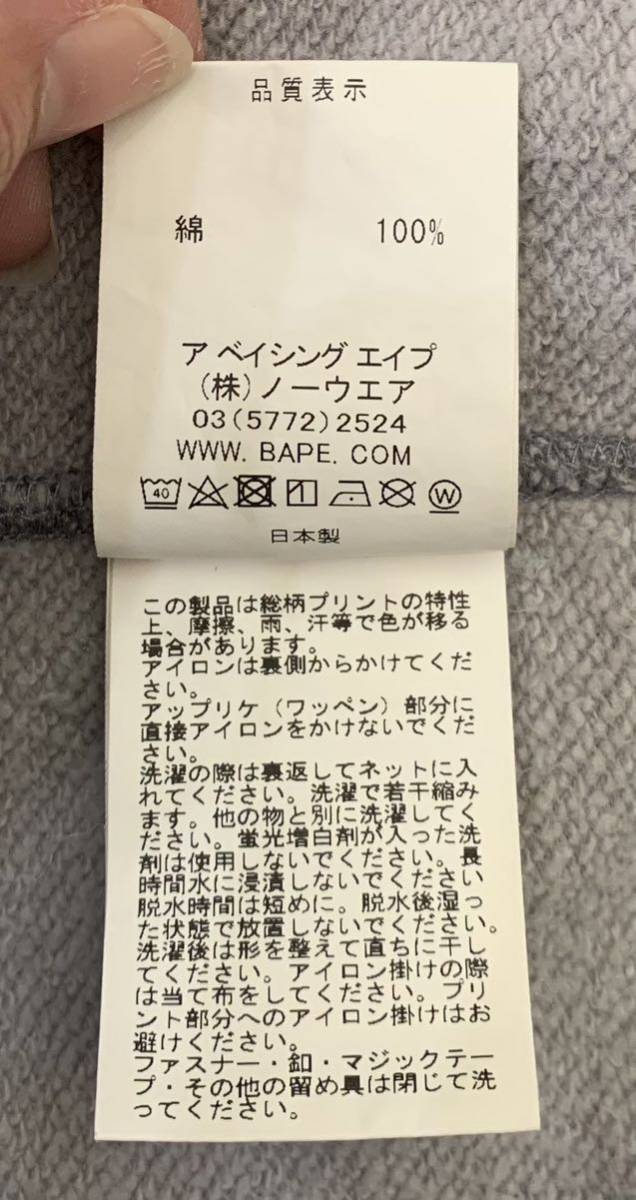 品質表示
綿 100%
ア ベイシング エイプ
(株)ノーウエア
03(5772)2524
WWW. BAPE. COM
40 W
日本製
この製品は総柄プリントの特性
上、摩擦、雨、汗等で色が移る
場合があります。
アイロンは裏側からかけてくだ
さい。
アップリケ(ワッペン)部分に
直接アイロンをかけないでくだ
さい。
洗濯の際は裏返してネットに入
れてください。洗濯で若干縮み
ます。他の物と別に洗濯してく
ださい。蛍光増白剤が入った洗
剤は使用しないでください。長
時間水に浸漬しないでください
脱水時間は短めに。脱水後湿っ
た状態で放置しないでください。
洗濯後は形を整えて直ちに干し
てください。アイロン掛けの際
は当て布をしてください。プリ
ント部分へのアイロン掛けはお
避けください。
ファスナー・釦・マジックテー
プ・その他の留め具は閉じて洗
ってください。